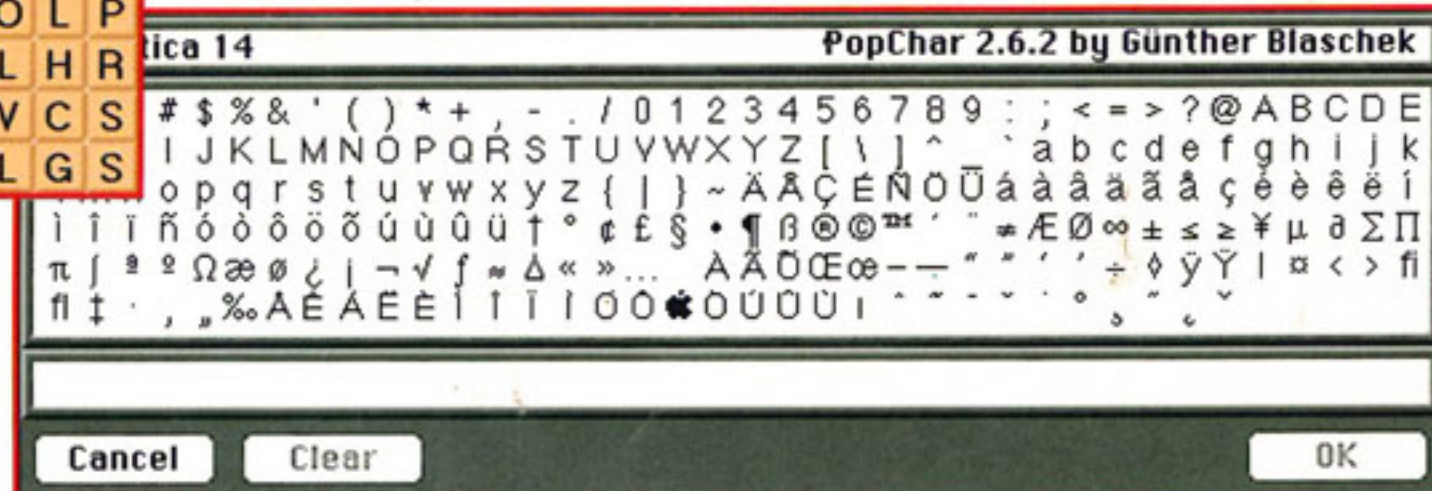 O L P
L H R
V C S
L G S
tica 14
PopChar 2.6.2 by Günther Blaschek
# $ % & ' ( ) * + , - . / 0 1 2 3 4 5 6 7 8 9 : ; < = > ? @ A B C D E
I J K L M N O P Q R S T U V W X Y Z [ \ ] ^ _ ` a b c d e f g h i j k
o p q r s t u v w x y z { | } ~ Ä Å Ç É Ñ Ö Ü á à â ä ã å ç é è ê ë í
ì î ï ñ ó ò ô ö õ ú ù û ü † ° ¢ £ § • ¶ ß ® © ™ ´ ¨ ≠ Æ Ø ∞ ± ≤ ≥ ¥ µ ∂ ∑ ∏
π ∫ ª º Ω æ ø ¿ ¡ ¬ √ ƒ ≈ ∆ « » … À Ã Õ Œ œ – — “ ” ‘ ’ ÷ ◊ ÿ Ÿ ⁄ ¤ ‹ › fi
fl ‡ · ‚ „ ‰ Â Ê Á Ë È Í Î Ï Ì Ó Ô  Ò Ú Û Ù ı ˆ ˜ ¯ ˘ ˙ ˚ ¸ ˝ ˛ ˇ
Cancel
Clear
OK